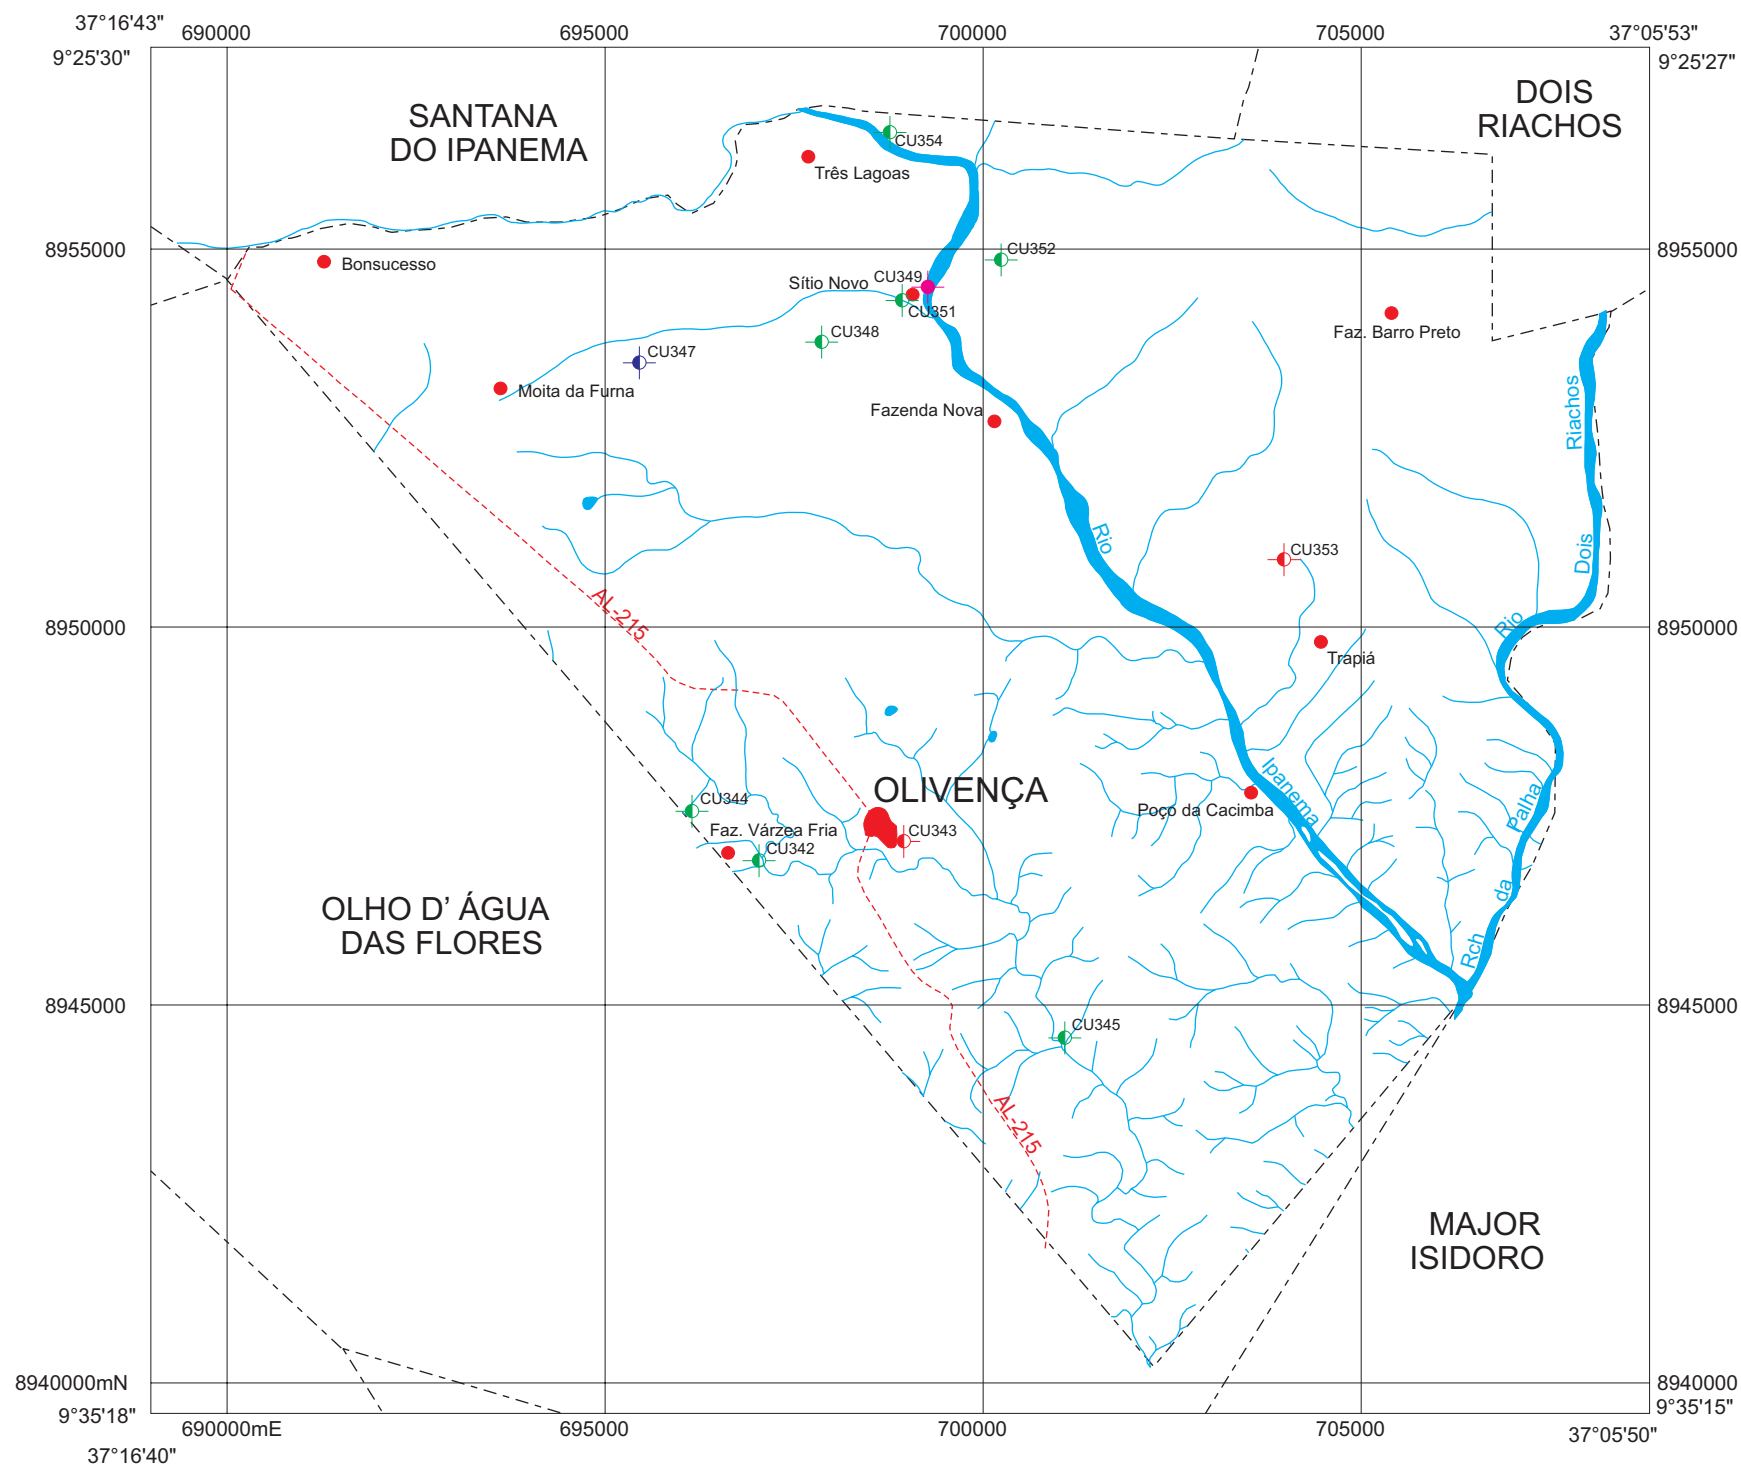 37°16'43"
690000
695000
700000
705000
37°05'53"
9°25'30"
9°25'27"
SANTANA
DO IPANEMA
DOIS
RIACHOS
CU354
Três Lagoas
8955000
CU352
8955000
Bonsucesso
Sítio Novo
CU349
CU351
CU348
Faz. Barro Preto
CU347
Moita da Furna
Fazenda Nova
Riachos
Rio
CU353
Dois
AL-215
8950000
Rio
8950000
Trapiá
CU344
OLIVENÇA
Ipanema
Poço da Cacimba
Palha
Faz. Várzea Fria
CU343
CU342
da
OLHO D' ÁGUA
DAS FLORES
Rch
8945000
8945000
CU345
AL-215
MAJOR
ISIDORO
8940000mN
8940000
9°35'18"
9°35'15"
690000mE
695000
700000
705000
37°05'50"
37°16'40"